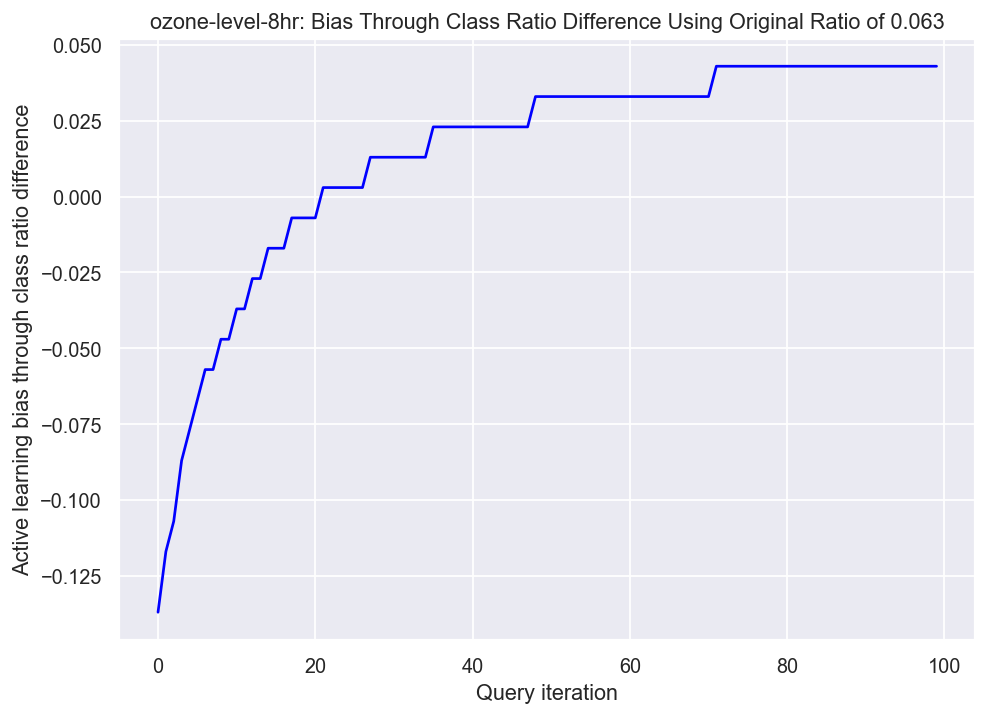 ozone-level-8hr: Bias Through Class Ratio Difference Using Original Ratio of 0.063
Active learning bias through class ratio difference
0.050
0.025
0.000
−0.025
−0.050
−0.075
−0.100
−0.125
0 20 40 60 80 100
Query iteration